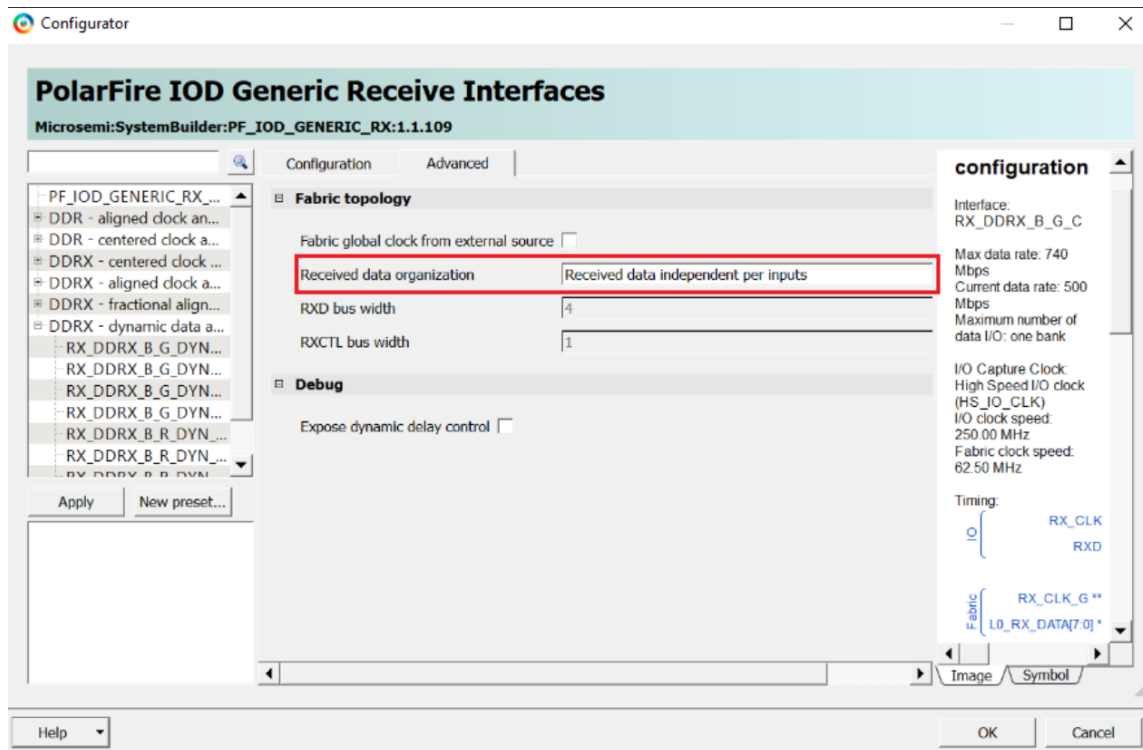 Configurator
PolarFire IOD Generic Receive Interfaces
Microsemi:SystemBuilder:PF_IOD_GENERIC_RX:1.1.109
PF_IOD_GENERIC_RX_...
DDR - aligned clock an...
DDR - centered clock a...
DDRX - centered clock ...
DDRX - aligned clock a...
DDRX - fractional align...
DDRX - dynamic data a...
RX_DDRX_B_G_DYN...
RX_DDRX_B_G_DYN...
RX_DDRX_B_G_DYN...
RX_DDRX_B_G_DYN...
RX_DDRX_B_R_DYN_...
RX_DDRX_B_R_DYN_...
Apply
New preset...
Configuration
Advanced
Fabric topology
Fabric global clock from external source
Received data organization
Received data independent per inputs
RXD bus width
4
RXCTL bus width
1
Debug
Expose dynamic delay control
configuration
Interface:
RX_DDRX_B_G_C
Max data rate: 740
Mbps
Current data rate: 500
Mbps
Maximum number of
data I/O: one bank
I/O Capture Clock:
High Speed I/O clock
(HS_IO_CLK)
I/O clock speed:
250.00 MHz
Fabric clock speed:
62.50 MHz
Timing:
IO
RX_CLK
RXD
Fabric
RX_CLK_G **
L0_RX_DATA[7:0] *
Image
Symbol
Help
OK
Cancel